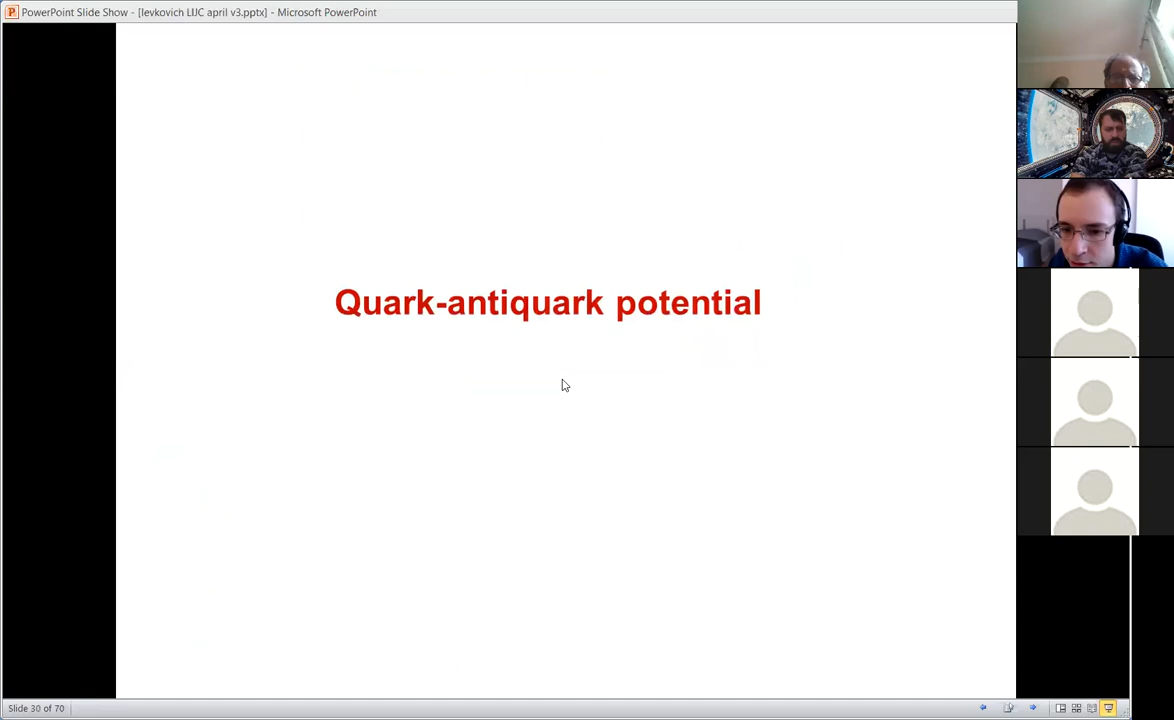 PowerPoint Slide Show - [levkovich LIJC april v3.pptx] - Microsoft PowerPoint
Quark-antiquark potential
Slide 30 of 70